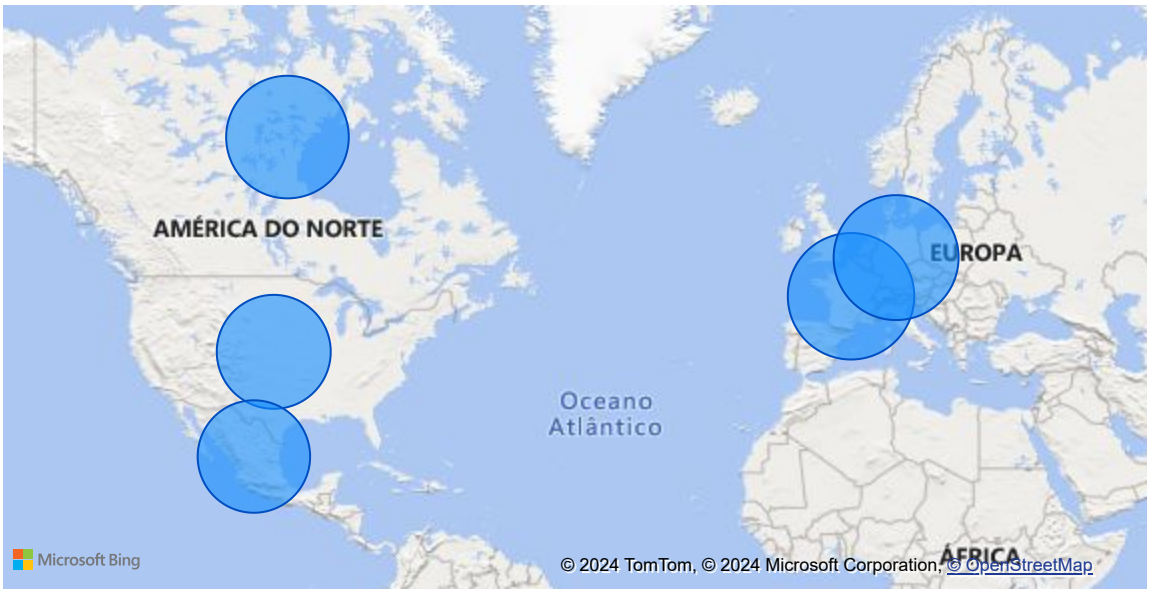 AMÉRICA DO NORTE
EUROPA
Oceano
Atlântico
ÁFRICA
Microsoft Bing
© 2024 TomTom, © 2024 Microsoft Corporation, © OpenStreetMap